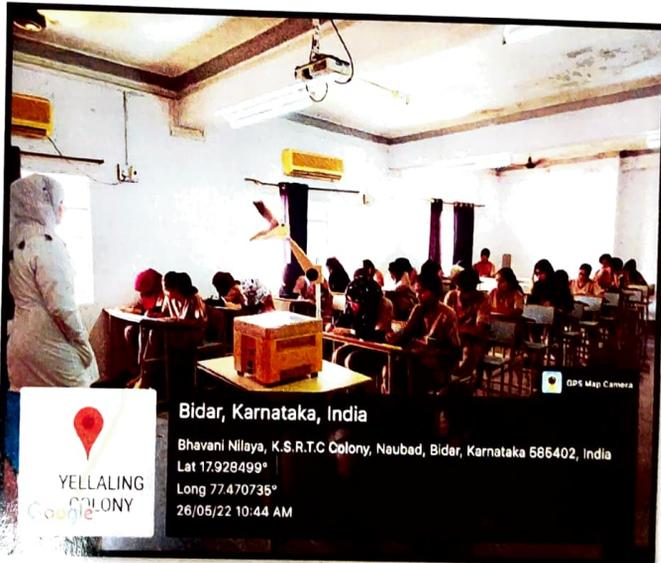 GPS Map Camera
Bidar, Karnataka, India
Bhavani Nilaya, K.S.R.T.C Colony, Naubad, Bidar, Karnataka 585402, India
Lat 17.928499°
Long 77.470735°
26/05/22 10:44 AM
YELLALING
COLONY
Google